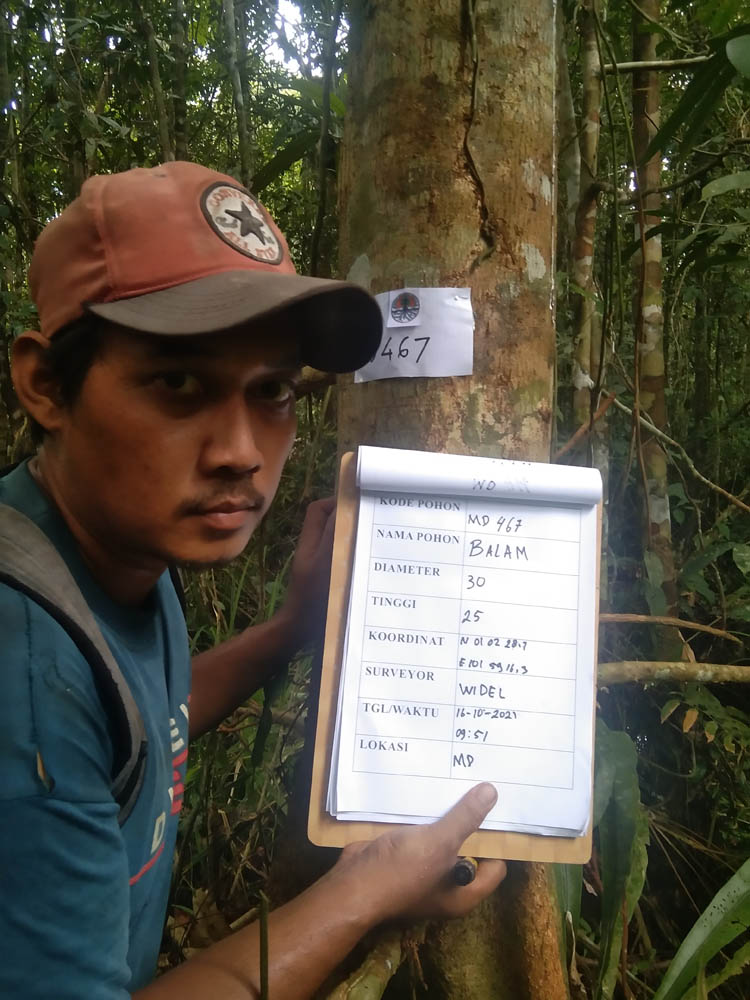 CONVERSE
ALL STAR
467
KODE POHON MD 467
NAMA POHON BALAM
DIAMETER 30
TINGGI 25
KOORDINAT N 01 02 28.7
E 101 59 16.3
SURVEYOR WIDEL
TGL/WAKTU 16-10-2021
09:51
LOKASI MD